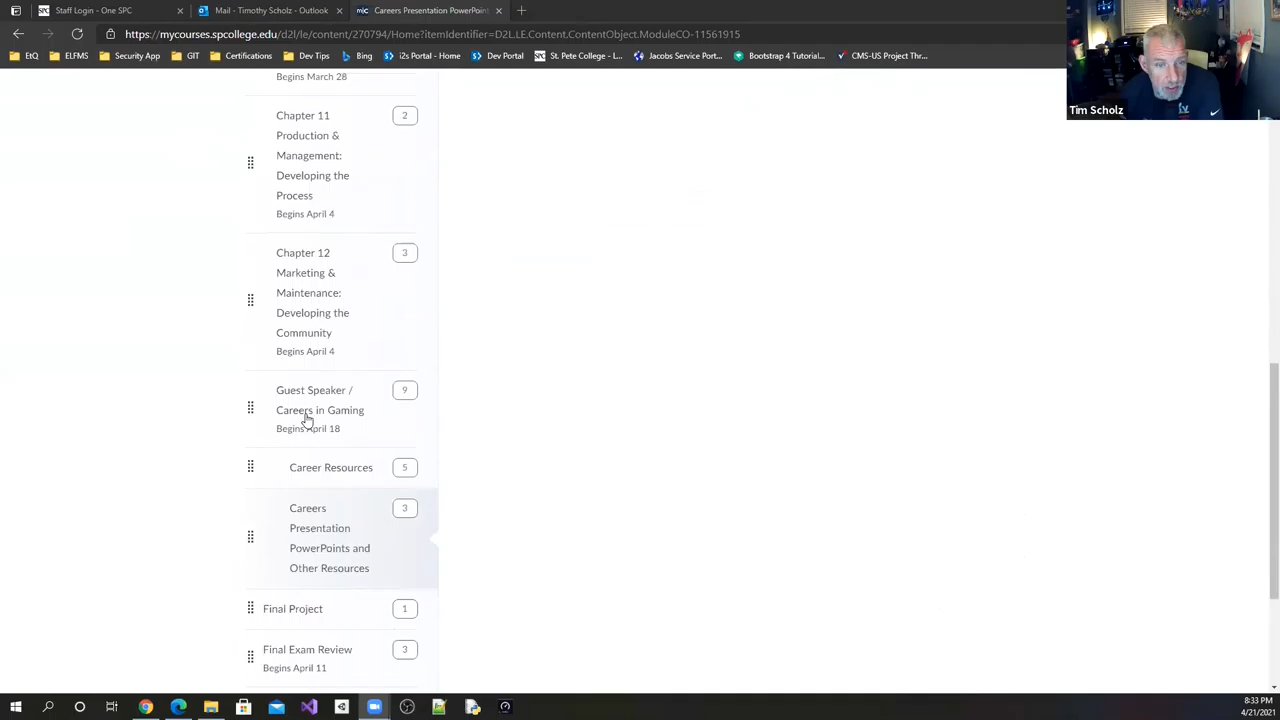 Staff Login - One SPC
Mail - Timothy Scholz - Outlook
Careers Presentation PowerPoint
https://mycourses.spcollege.edu/d2l/le/content/270794/Home?itemIdentifier=D2L.LE.Content.ContentObject.ModuleCO-11561915
EtQ
ELFMS
Security App
GIT
Certifications
Dev Tips
Bing
i2s Portal - Home
Dev Portal
St. Pete College - L...
Jacobs Service Port...
Bootstrap 4 Tutorial...
CMS-US Project Thr...
Tim Scholz
Begins March 28
Chapter 11
2
Production &
Management:
Developing the
Process
Begins April 4
Chapter 12
3
Marketing &
Maintenance:
Developing the
Community
Begins April 4
Guest Speaker /
9
Careers in Gaming
Begins April 18
Career Resources
5
Careers
3
Presentation
PowerPoints and
Other Resources
Final Project
1
Final Exam Review
3
Begins April 11
8:33 PM
4/21/2021